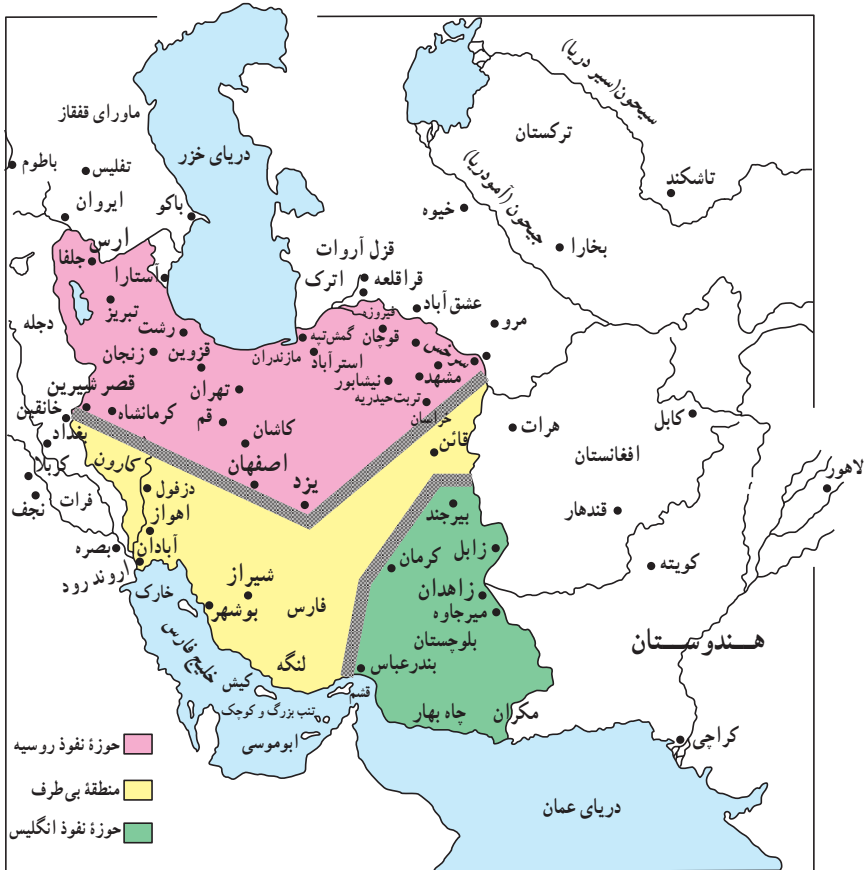 سیحون(سیر دریا)
ماورای قفقاز
ترکستان
دریای خزر
باطوم
تفلیس
تاشکند
جیحون (آمودریا)
ایروان
باکو
خیوه
بخارا
ارس
جلفا
قزل آروات
آستارا
اترک
قراقلعه
عشق‌آباد
تبریز
فیروزه
دجله
رشت
گمش‌تپه
قوچان
مرو
زنجان
قزوین
مازندران
استرآباد
سرخس
مشهد
نیشابور
تهران
تربت‌حیدریه
قصر شیرین
کرمانشاه
قم
خراسان
خانقین
کابل
هرات
بغداد
کاشان
قائن
افغانستان
کارون
کربلا
اصفهان
یزد
لاهور
فرات
دزفول
نجف
بیرجند
قندهار
اهواز
بصره
آبادان
زابل
کرمان
کویته
اروند رود
شیراز
خارک
زاهدان
بوشهر
فارس
میرجاوه
بلوچستان
هـــندوســـتان
خلیج فارس
لنگه
بندرعباس
کیش
قشم
تنب بزرگ و کوچک
چاه بهار
مکران
ابوموسی
کراچی
حوزهٔ نفوذ روسیه
منطقهٔ بی‌طرف
دریای عمان
حوزهٔ نفوذ انگلیس